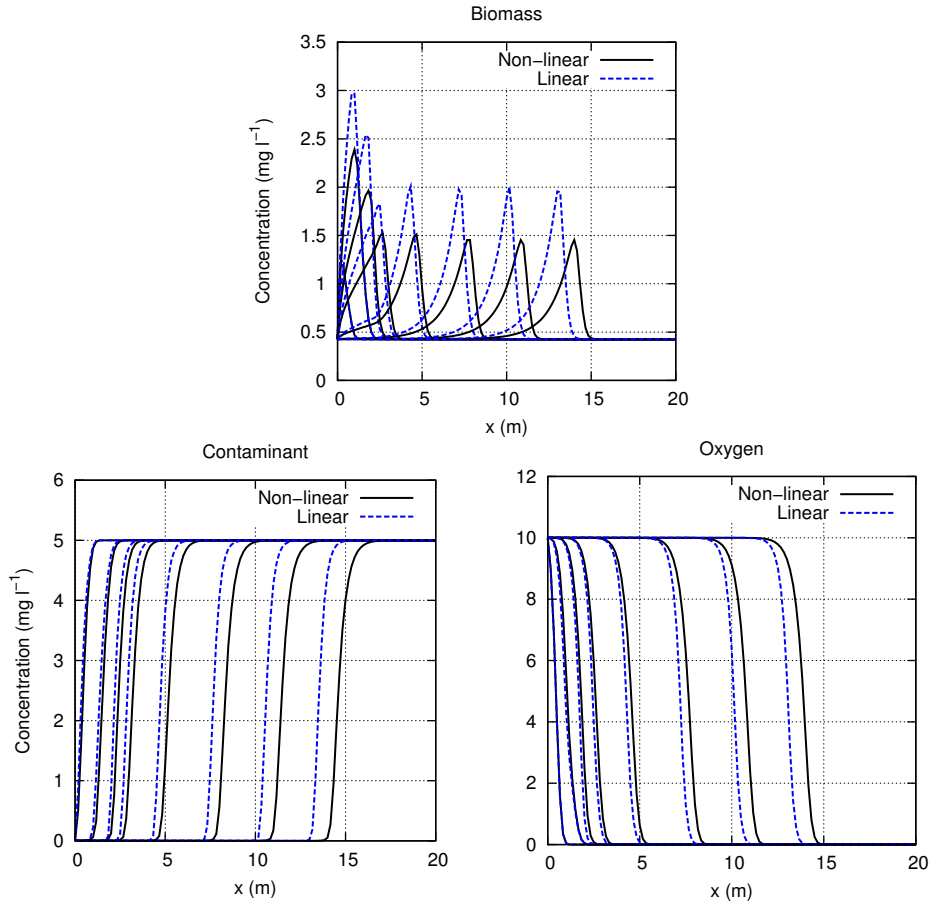 Biomass
Concentration (mg l⁻¹)
3.5
3
2.5
2
1.5
1
0.5
0
Non−linear
Linear
0 5 10 15 20
x (m)
Contaminant
Concentration (mg l⁻¹)
6
5
4
3
2
1
0
Non−linear
Linear
0 5 10 15 20
x (m)
Oxygen
12
10
8
6
4
2
0
Non−linear
Linear
0 5 10 15 20
x (m)